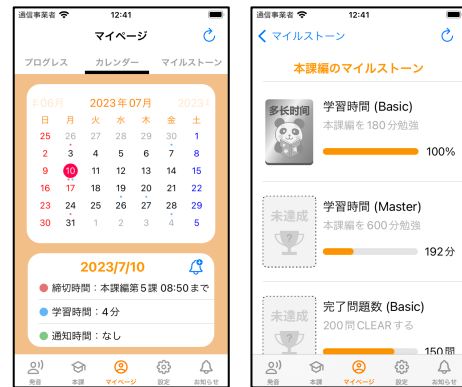 通信事業者 12:41
マイページ
プログレス カレンダー マイルストーン
年06月 2023年07月 2023年
日 月 火 水 木 金 土
25 26 27 28 29 30 1
2 3 4 5 6 7 8
9 10 11 12 13 14 15
16 17 18 19 20 21 22
23 24 25 26 27 28 29
30 31 1 2 3 4 5
2023/7/10
締切時間：本課編第5課 08:50まで
学習時間：4分
通知時間：なし
発音 本課 マイページ 設定 お知らせ
通信事業者 12:41
マイルストーン
本課編のマイルストーン
多长时间
学習時間 (Basic)
本課編を180分勉強
100%
未達成
学習時間 (Master)
本課編を600分勉強
192分
未達成
完了問題数 (Basic)
200問CLEARする
150問
発音 本課 マイページ 設定 お知らせ